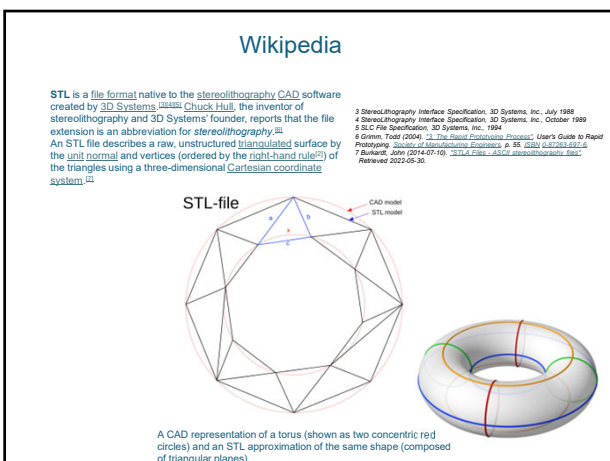 Wikipedia
STL is a file format native to the stereolithography CAD software
created by 3D Systems.[3][4][5] Chuck Hull, the inventor of
stereolithography and 3D Systems' founder, reports that the file
extension is an abbreviation for stereolithography.[6]
An STL file describes a raw, unstructured triangulated surface by
the unit normal and vertices (ordered by the right-hand rule[2]) of
the triangles using a three-dimensional Cartesian coordinate
system.[7]
3 StereoLithography Interface Specification, 3D Systems, Inc., July 1988
4 StereoLithography Interface Specification, 3D Systems, Inc., October 1989
5 SLC File Specification, 3D Systems, Inc., 1994
6 Grimm, Todd (2004), "3. The Rapid Prototyping Process", User's Guide to Rapid
Prototyping, Society of Manufacturing Engineers, p. 55, ISBN 0-87263-697-6.
7 Burkardt, John (2014-07-10). "STLA Files - ASCII stereolithography files".
Retrieved 2022-05-30.
STL-file
CAD model
STL model
a
b
x
c
A CAD representation of a torus (shown as two concentric red
circles) and an STL approximation of the same shape (composed
of triangular planes)